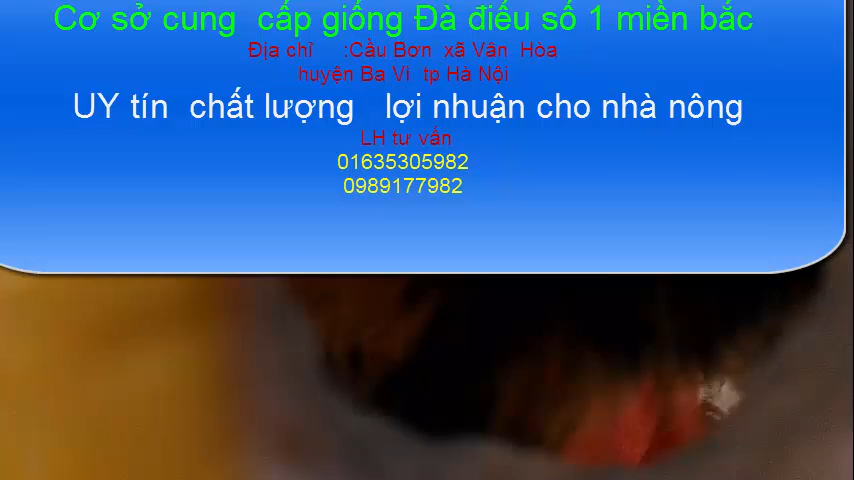 Cơ sở cung cấp giống Đà điểu số 1 miền bắc
Địa chỉ :Cầu Bơn xã Vân Hòa
huyện Ba Vi tp Hà Nội
UY tín chất lượng lợi nhuận cho nhà nông
LH tư vấn
01635305982
0989177982